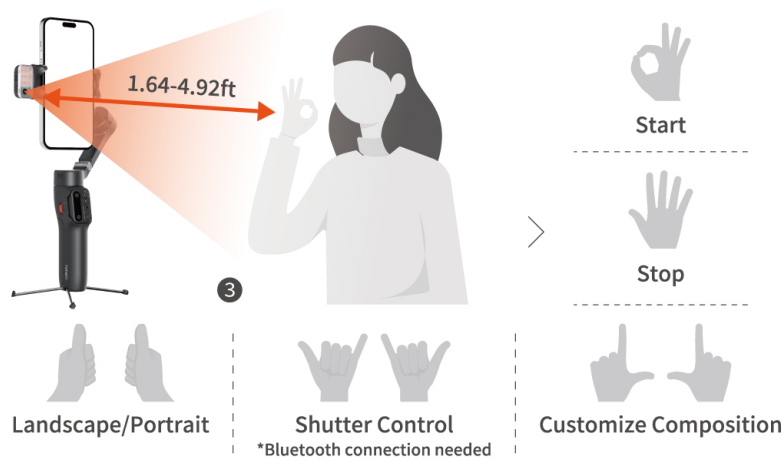 1.64-4.92ft
Start
Stop
3
Landscape/Portrait
Shutter Control
*Bluetooth connection needed
Customize Composition